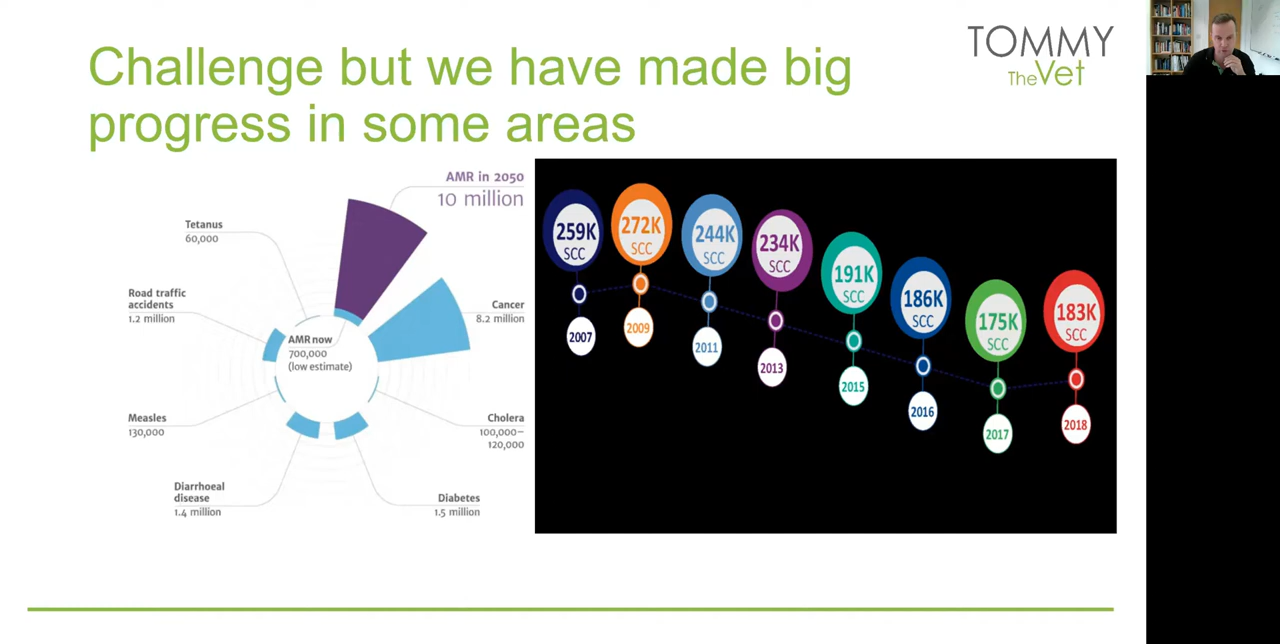 Challenge but we have made big
progress in some areas
TOMMY
The Vet
AMR in 2050
10 million
Tetanus
60,000
Road traffic
accidents
1.2 million
AMR now
700,000
(low estimate)
Cancer
8.2 million
Measles
130,000
Cholera
100,000–
120,000
Diarrhoeal
disease
1.4 million
Diabetes
1.5 million
259K
SCC
2007
272K
SCC
2009
244K
SCC
2011
234K
SCC
2013
191K
SCC
2015
186K
SCC
2016
175K
SCC
2017
183K
SCC
2018